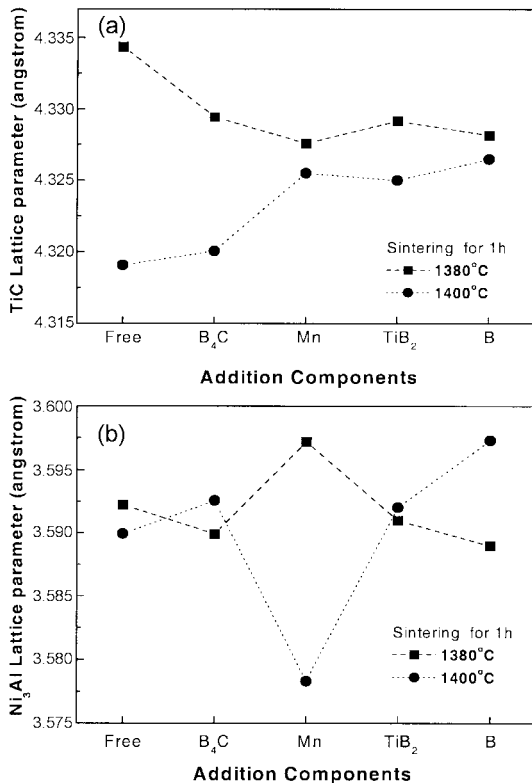 (a)
4.335
4.330
4.325
4.320
4.315
TiC Lattice parameter (angstrom)
Sintering for 1h
1380°C
1400°C
Free B₄C Mn TiB₂ B
Addition Components
(b)
3.600
3.595
3.590
3.585
3.580
3.575
Ni₃Al Lattice parameter (angstrom)
Sintering for 1h
1380°C
1400°C
Free B₄C Mn TiB₂ B
Addition Components